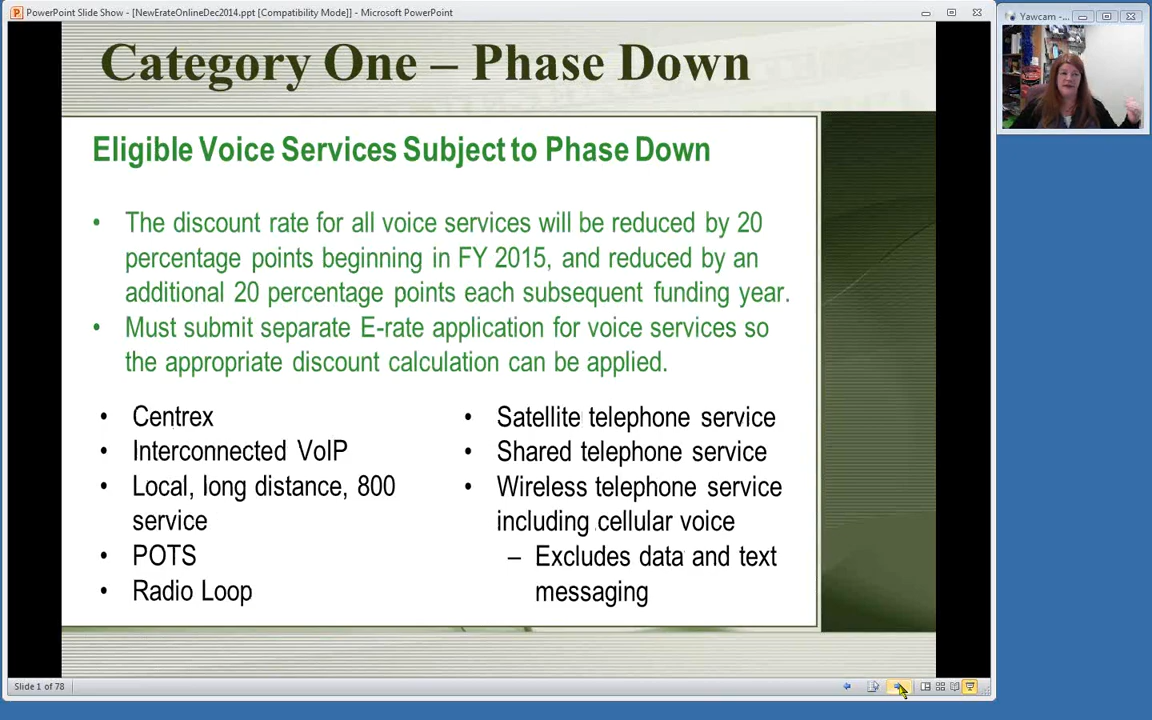 PowerPoint Slide Show - [NewErateOnlineDec2014.ppt [Compatibility Mode]] - Microsoft PowerPoint
Yawcam -...
Category One – Phase Down
Eligible Voice Services Subject to Phase Down
• The discount rate for all voice services will be reduced by 20
percentage points beginning in FY 2015, and reduced by an
additional 20 percentage points each subsequent funding year.
• Must submit separate E-rate application for voice services so
the appropriate discount calculation can be applied.
• Centrex
• Interconnected VoIP
• Local, long distance, 800
service
• POTS
• Radio Loop
• Satellite telephone service
• Shared telephone service
• Wireless telephone service
including cellular voice
– Excludes data and text
messaging
Slide 1 of 78